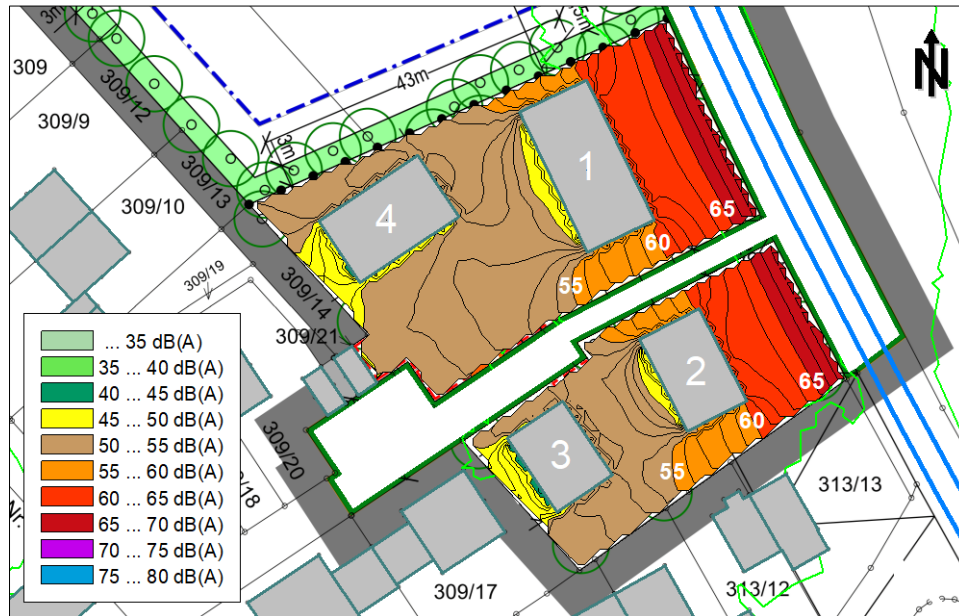 3m
5m
N
309
43m
309/12
309/9
3m
1
309/13
4
309/10
65
60
309/19
309/14
55
309/21
2
65
60
3
55
309/20
313/13
Nr.
309/17
313/12
... 35 dB(A)
35 ... 40 dB(A)
40 ... 45 dB(A)
45 ... 50 dB(A)
50 ... 55 dB(A)
55 ... 60 dB(A)
60 ... 65 dB(A)
65 ... 70 dB(A)
70 ... 75 dB(A)
75 ... 80 dB(A)